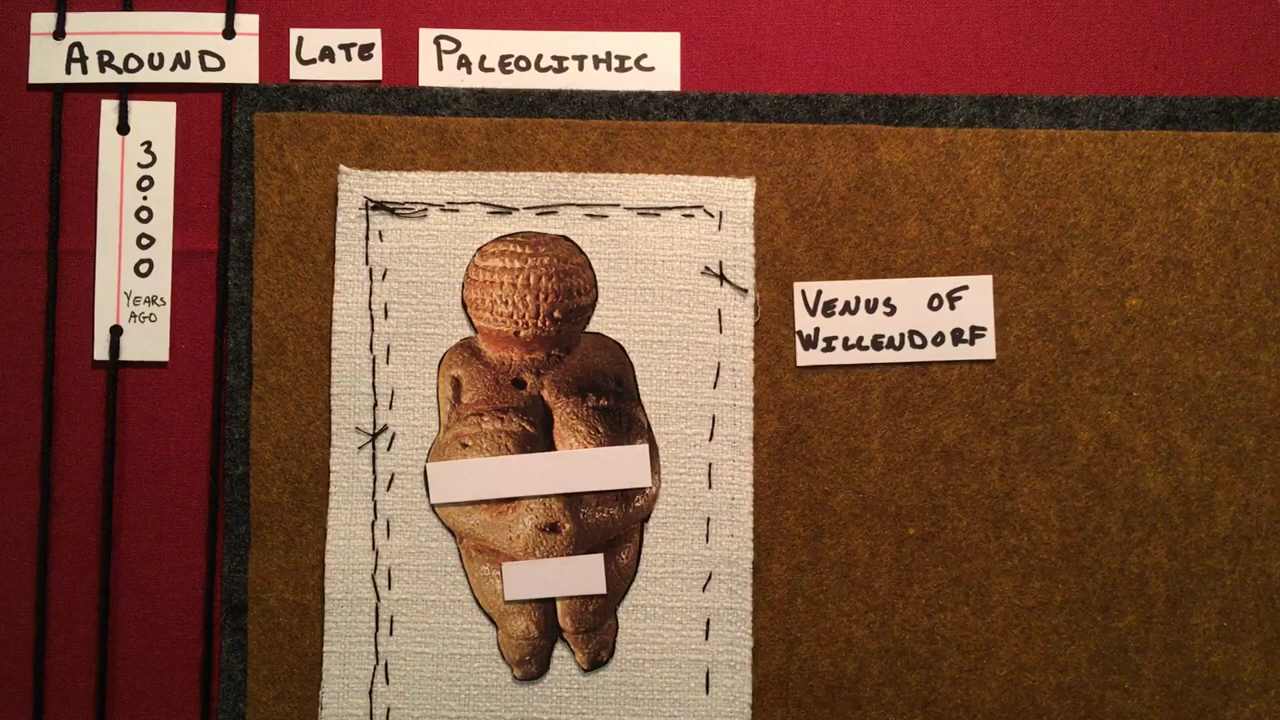 AROUND LATE PALEOLITHIC
30.000
YEARS
AGO
VENUS OF
WILLENDORF